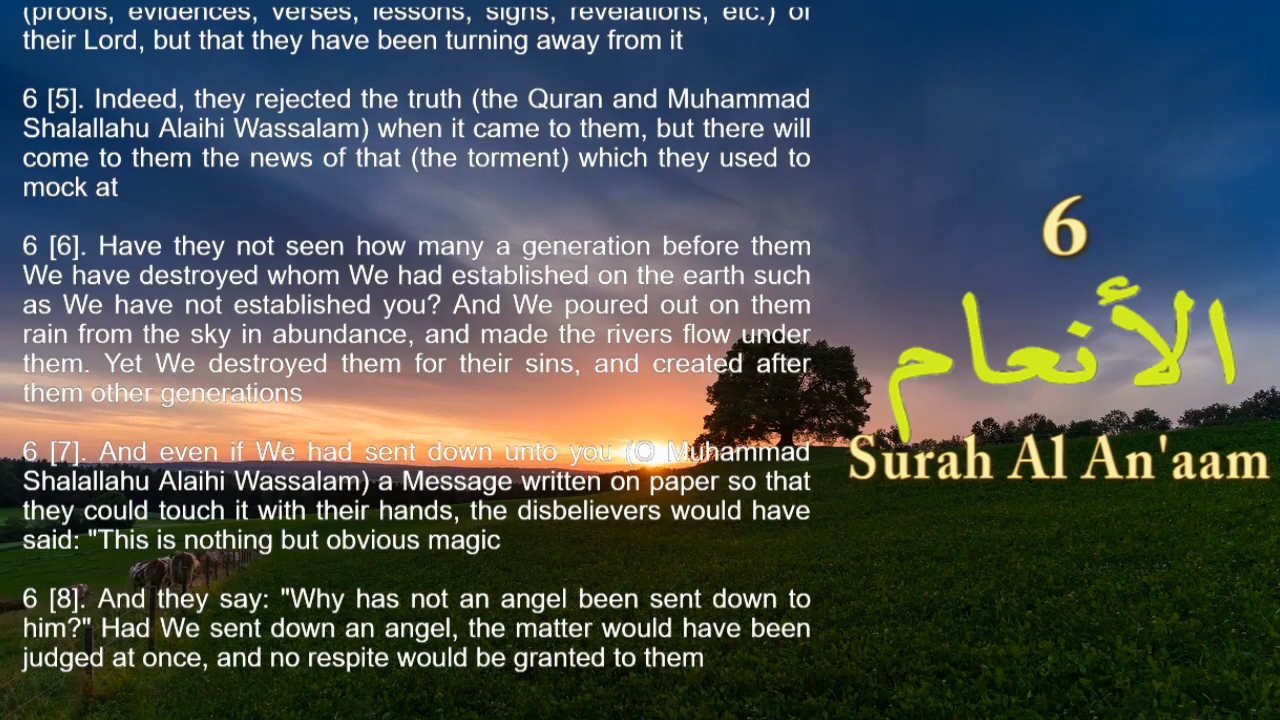 (proofs, evidences, verses, lessons, signs, revelations, etc.) of
their Lord, but that they have been turning away from it
6 [5]. Indeed, they rejected the truth (the Quran and Muhammad
Shalallahu Alaihi Wassalam) when it came to them, but there will
come to them the news of that (the torment) which they used to
mock at
6 [6]. Have they not seen how many a generation before them
We have destroyed whom We had established on the earth such
as We have not established you? And We poured out on them
rain from the sky in abundance, and made the rivers flow under
them. Yet We destroyed them for their sins, and created after
them other generations
6 [7]. And even if We had sent down unto you (O Muhammad
Shalallahu Alaihi Wassalam) a Message written on paper so that
they could touch it with their hands, the disbelievers would have
said: "This is nothing but obvious magic
6 [8]. And they say: "Why has not an angel been sent down to
him?" Had We sent down an angel, the matter would have been
judged at once, and no respite would be granted to them
6
الأنعام
Surah Al An'aam